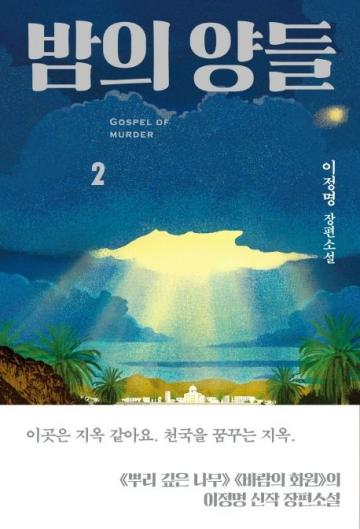 밤의 양들
GOSPEL OF
MURDER
2
이정명 장편소설
이곳은 지옥 같아요. 천국을 꿈꾸는 지옥.
《뿌리 깊은 나무》 《바람의 화원》의
이정명 신작 장편소설